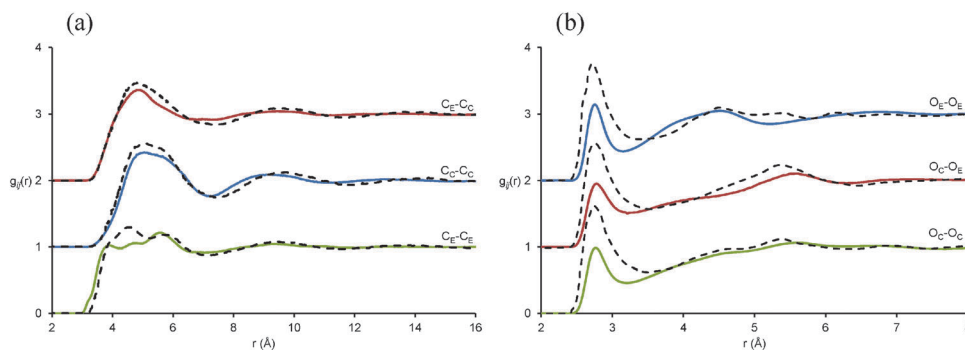 (a)
4
C_E-C_C
3
C_C-C_C
g_ij(r) 2
C_E-C_E
1
0
2 4 6 8 10 12 14 16
r (Å)
(b)
4
O_E-O_E
3
O_C-O_E
g_ij(r) 2
O_C-O_C
1
0
2 3 4 5 6 7
r (Å)